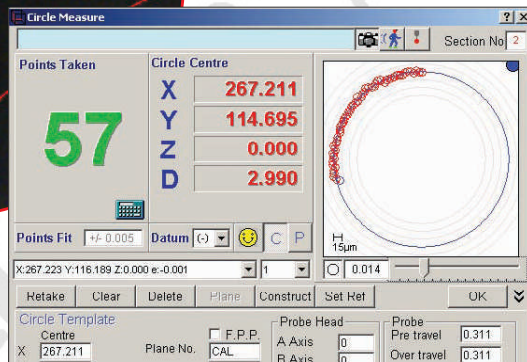 Circle Measure
Section No 2
Points Taken
57
Circle Centre
X 267.211
Y 114.695
Z 0.000
D 2.990
15µm
Points Fit +/- 0.005 Datum (-) C P
X:267.223 Y:116.189 Z:0.000 e:-0.001 1 0.014
Retake Clear Delete Plane Construct Set Ref OK
Circle Template
Centre
X 267.211
Plane No. CAL
F.P.P.
Probe Head
A Axis 0
B Axis 0
Probe
Pre travel 0.311
Over travel 0.311